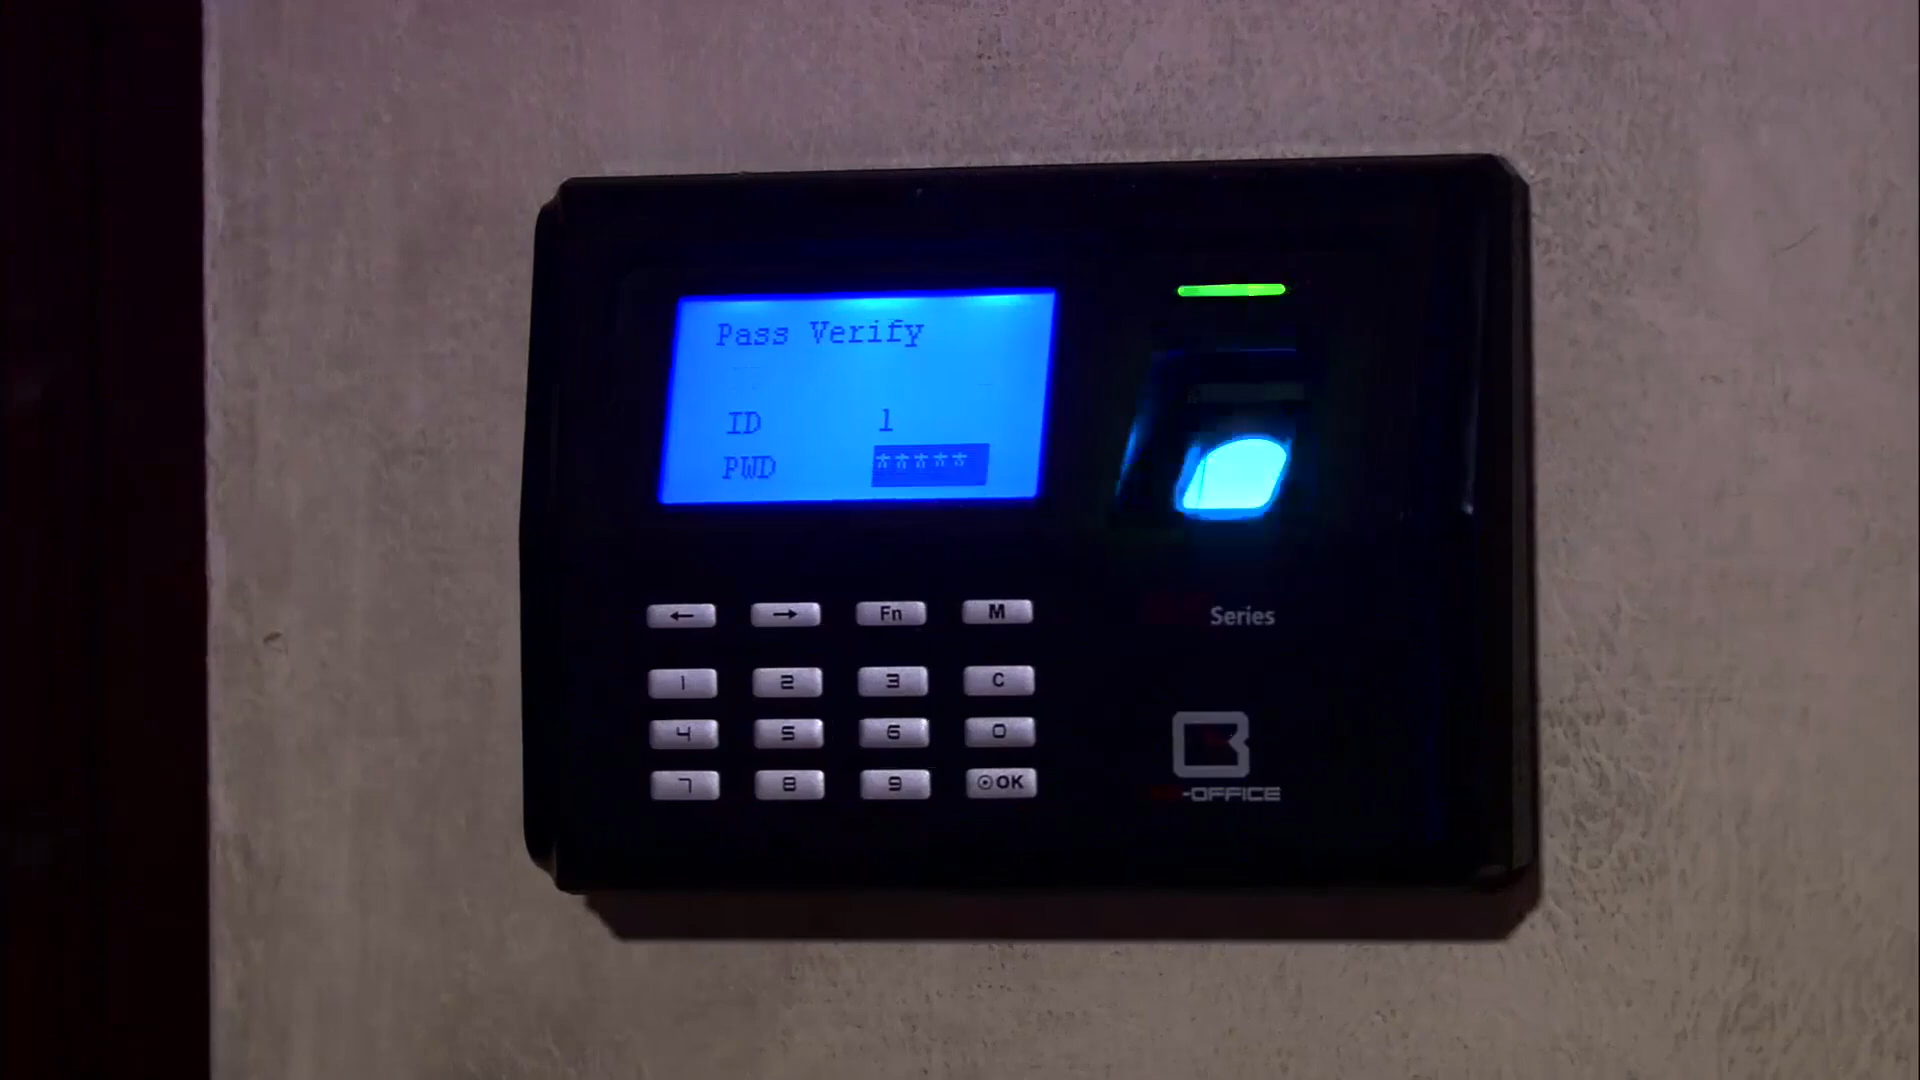 Pass Verify
ID 1
PWD *****
← → Fn M
1 2 3 C
4 5 6 0
7 8 9 ⊙OK
Series
-OFFICE